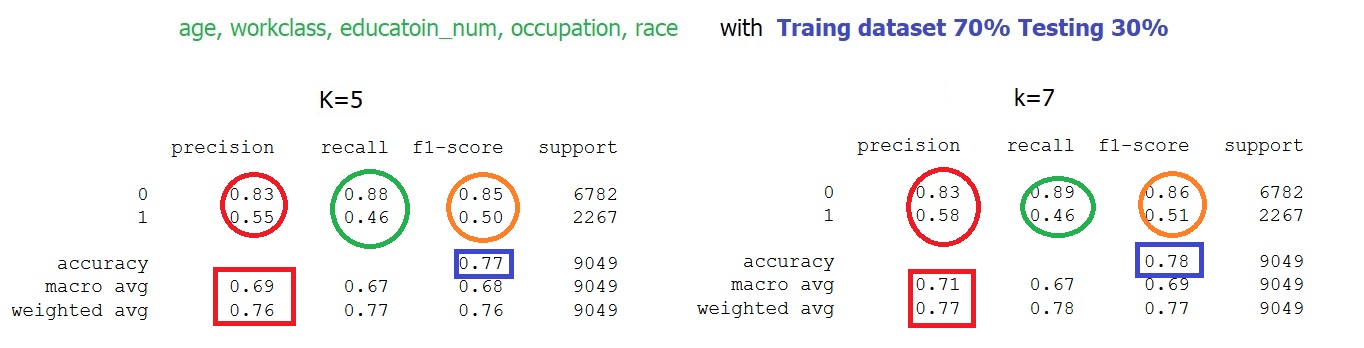 age, workclass, educatoin_num, occupation, race with Traing dataset 70% Testing 30%
K=5
precision recall f1-score support
0 0.83 0.88 0.85 6782
1 0.55 0.46 0.50 2267
accuracy 0.77 9049
macro avg 0.69 0.67 0.68 9049
weighted avg 0.76 0.77 0.76 9049
k=7
precision recall f1-score support
0 0.83 0.89 0.86 6782
1 0.58 0.46 0.51 2267
accuracy 0.78 9049
macro avg 0.71 0.67 0.69 9049
weighted avg 0.77 0.78 0.77 9049